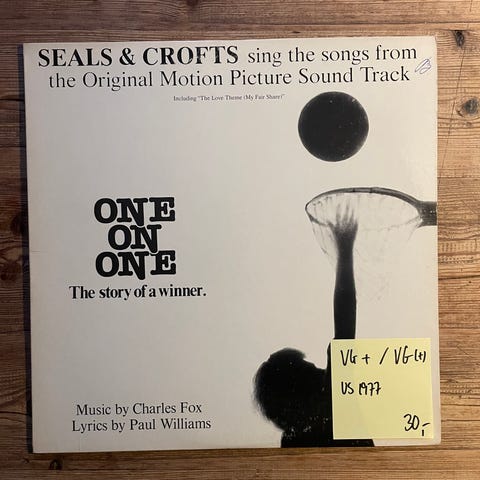 SEALS & CROFTS sing the songs from
the Original Motion Picture Sound Track
Including "The Love Theme (My Fair Share)"
ONE
ON
ONE
The story of a winner.
VG + / VG(+)
US 1977
30,-
Music by Charles Fox
Lyrics by Paul Williams